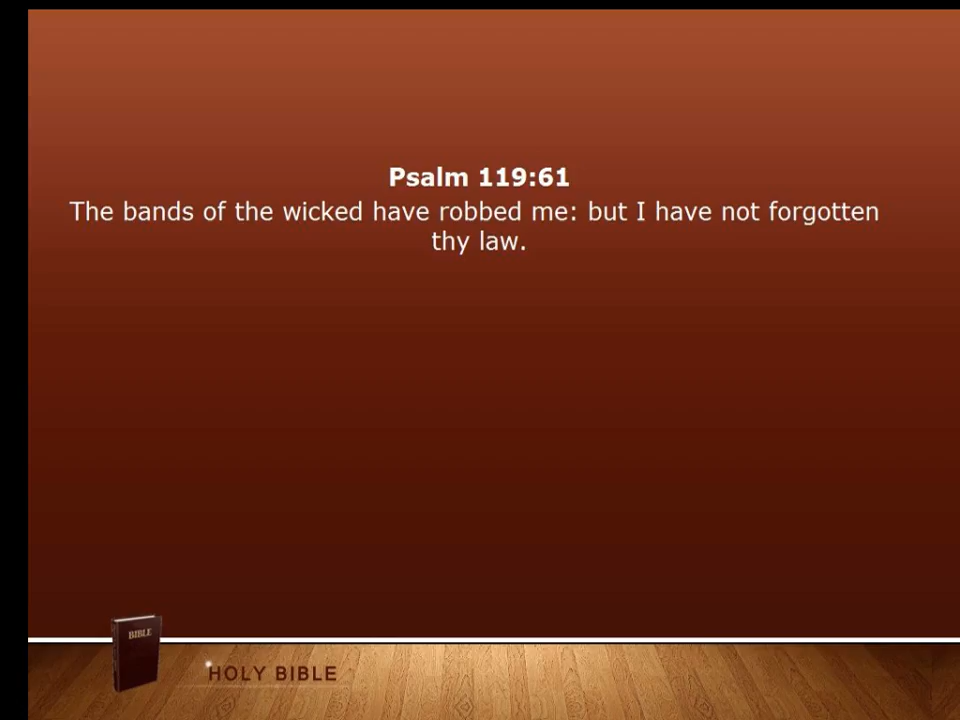 Psalm 119:61
The bands of the wicked have robbed me: but I have not forgotten
thy law.
BIBLE
HOLY BIBLE